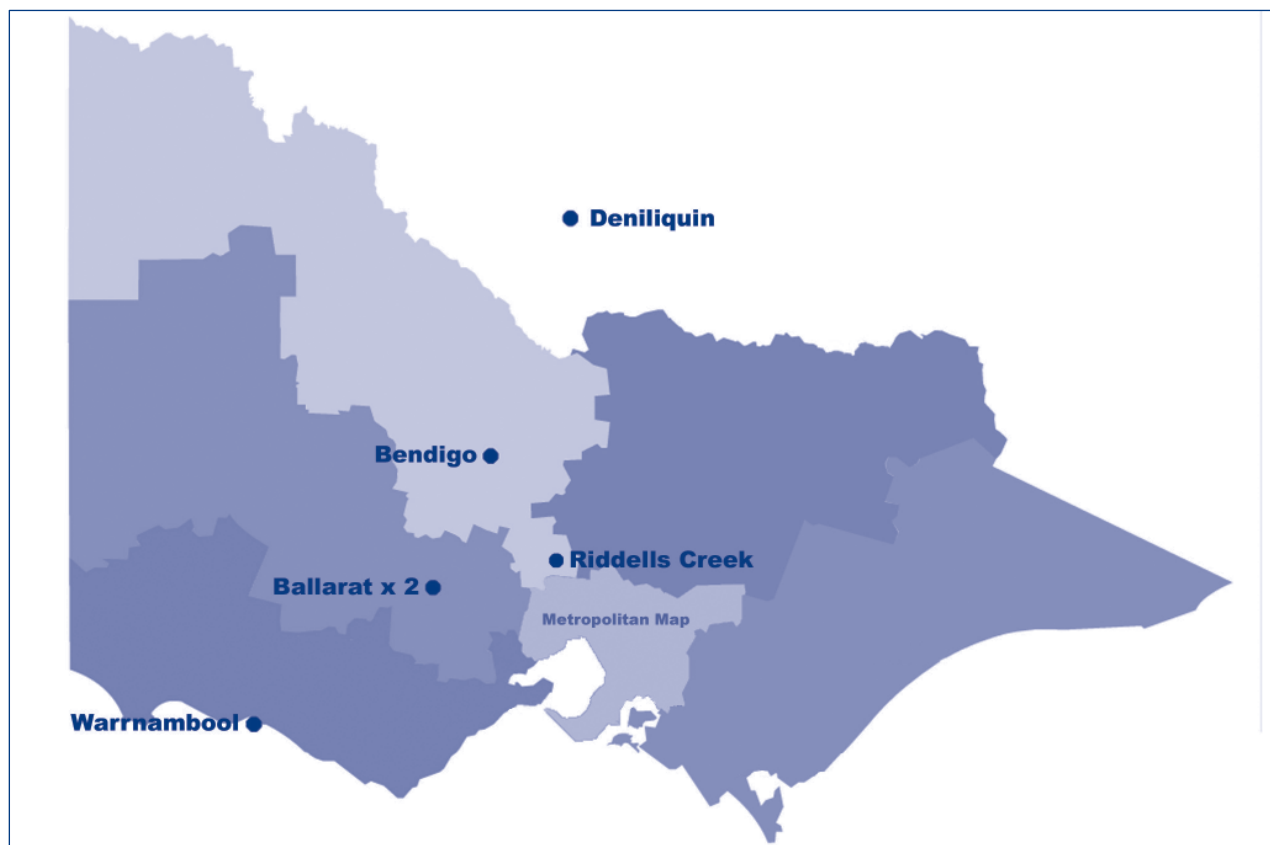 Deniliquin
Bendigo
Riddells Creek
Ballarat x 2
Metropolitan Map
Warrnambool